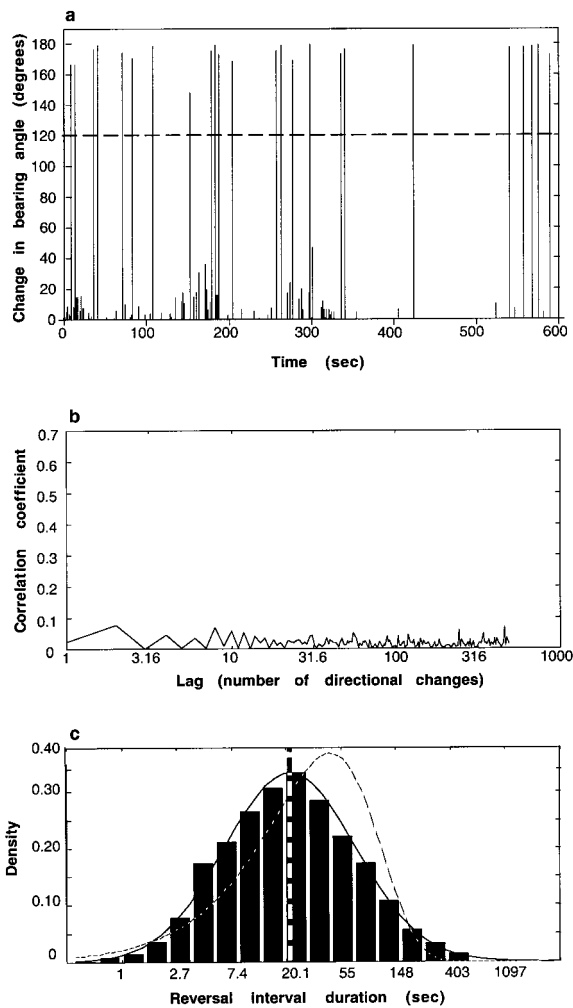 a
Change in bearing angle (degrees)
180
160
140
120
100
80
60
40
20
0
0 100 200 300 400 500 600
Time (sec)
b
Correlation coefficient
0.7
0.6
0.5
0.4
0.3
0.2
0.1
0
1 3.16 10 31.6 100 316 1000
Lag (number of directional changes)
c
Density
0.40
0.30
0.20
0.10
0
1 2.7 7.4 20.1 55 148 403 1097
Reversal interval duration (sec)